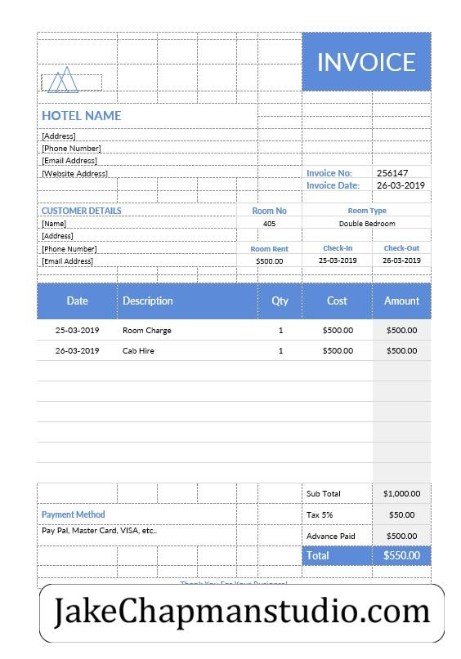 INVOICE
HOTEL NAME
[Address]
[Phone Number]
[Email Address]
[Website Address]
Invoice No: 256147
Invoice Date: 26-03-2019
CUSTOMER DETAILS Room No Room Type
[Name] 405 Double Bedroom
[Address]
[Phone Number] Room Rent Check-In Check-Out
[Email Address] $500.00 25-03-2019 26-03-2019
Date Description Qty Cost Amount
25-03-2019 Room Charge 1 $500.00 $500.00
26-03-2019 Cab Hire 1 $500.00 $500.00
Sub Total $1,000.00
Payment Method Tax 5% $50.00
Pay Pal, Master Card, VISA, etc..
Advance Paid $500.00
Total $550.00
Thank You For Your Business!
JakeChapmanstudio.com